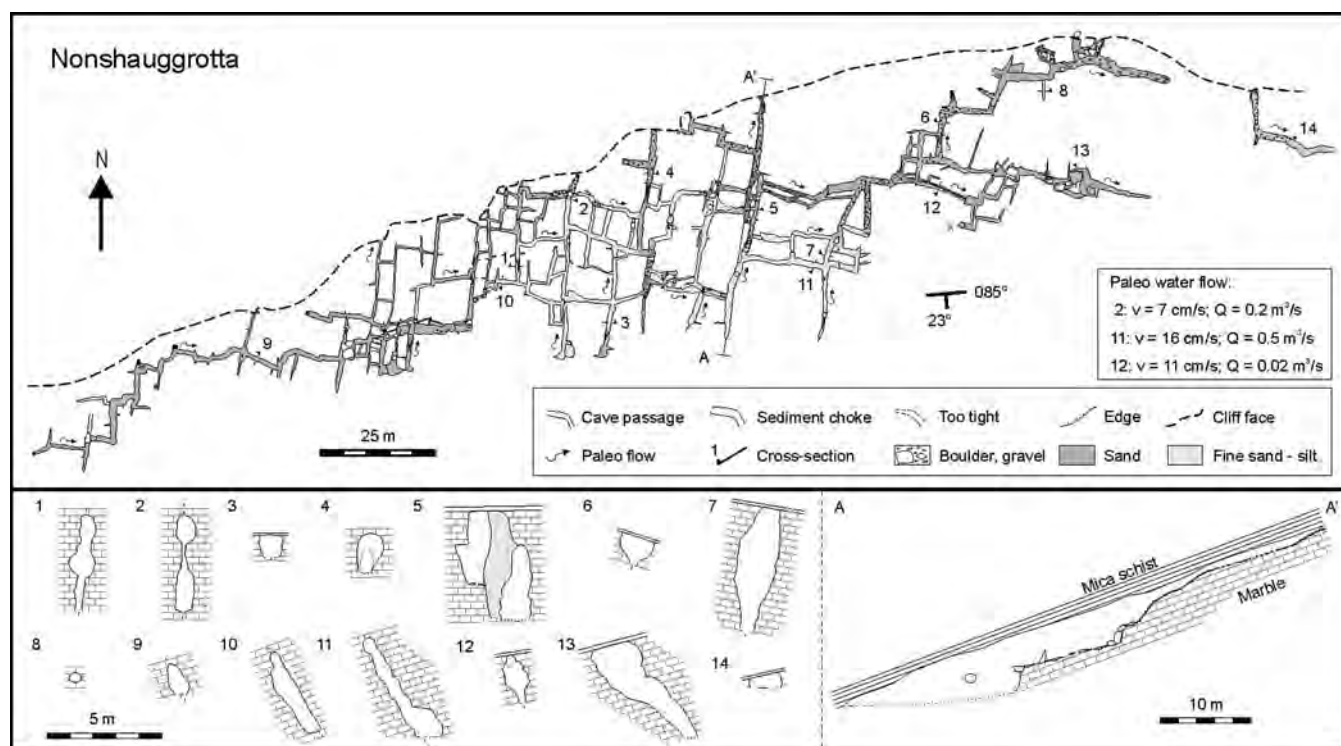 Nonshauggrotta
N
A'
8
6
14
4
13
2
5
12
1
7
10
11
9
3
A
085°
23°
25 m
Paleo water flow:
2: v = 7 cm/s; Q = 0.2 m³/s
11: v = 16 cm/s; Q = 0.5 m³/s
12: v = 11 cm/s; Q = 0.02 m³/s
Cave passage
Sediment choke
Too tight
Edge
Cliff face
Paleo flow
1 Cross-section
Boulder, gravel
Sand
Fine sand - silt
1 2 3 4 5 6 7
8 9 10 11 12 13 14
5 m
A A'
Mica schist
Marble
10 m